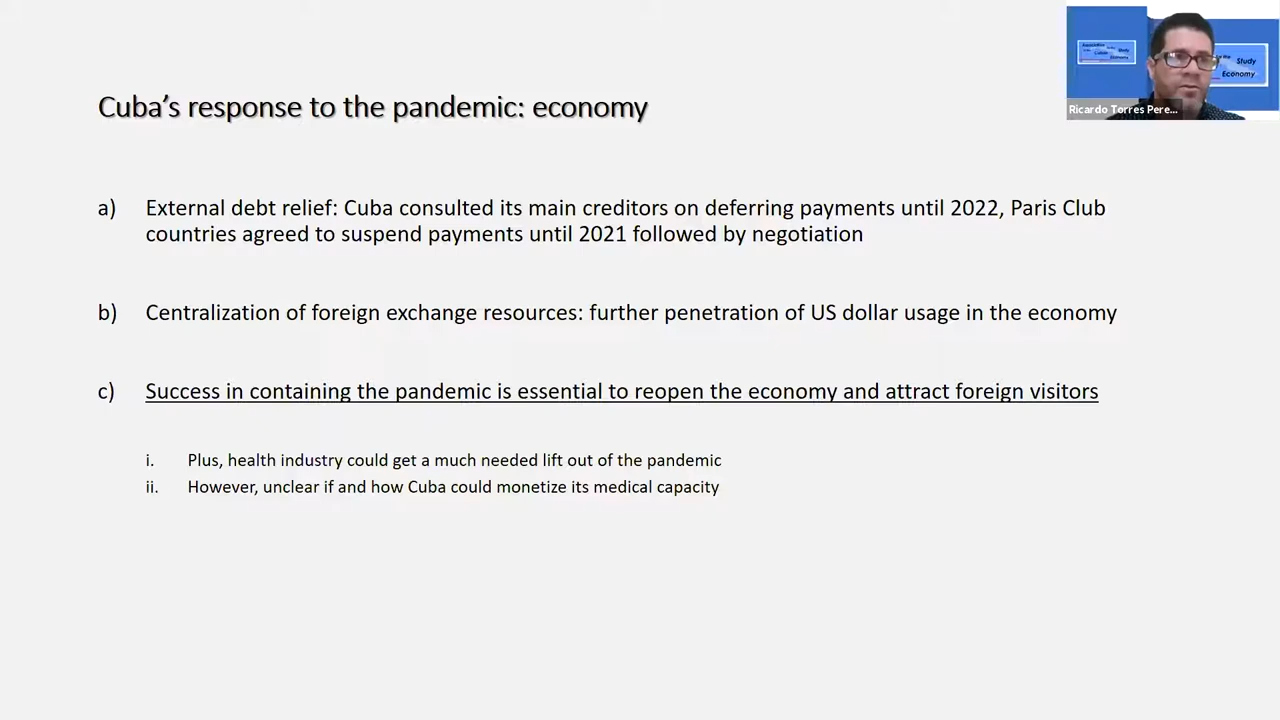 Cuba's response to the pandemic: economy
a) External debt relief: Cuba consulted its main creditors on deferring payments until 2022, Paris Club
countries agreed to suspend payments until 2021 followed by negotiation
b) Centralization of foreign exchange resources: further penetration of US dollar usage in the economy
c) Success in containing the pandemic is essential to reopen the economy and attract foreign visitors
i. Plus, health industry could get a much needed lift out of the pandemic
ii. However, unclear if and how Cuba could monetize its medical capacity
Study
Economy
Study
Economy
Ricardo Torres Pere...